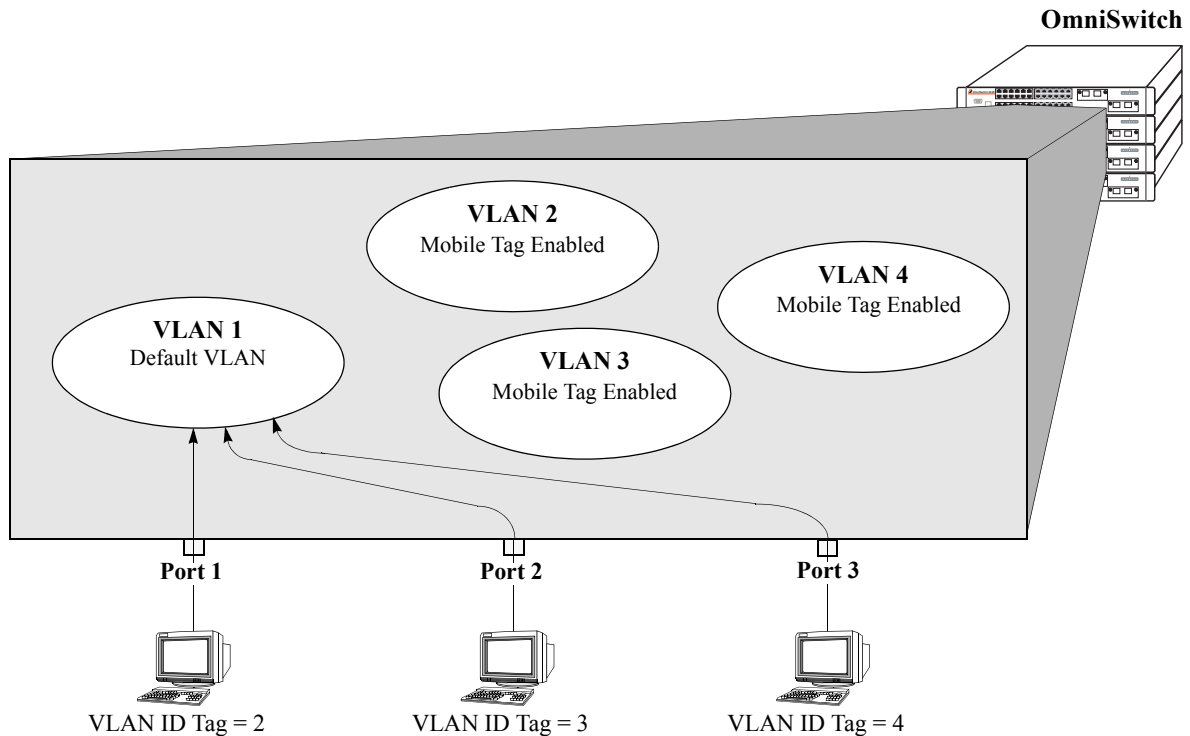 OmniSwitch
VLAN 2
Mobile Tag Enabled
VLAN 4
Mobile Tag Enabled
VLAN 1
Default VLAN
VLAN 3
Mobile Tag Enabled
Port 1
Port 2
Port 3
VLAN ID Tag = 2
VLAN ID Tag = 3
VLAN ID Tag = 4